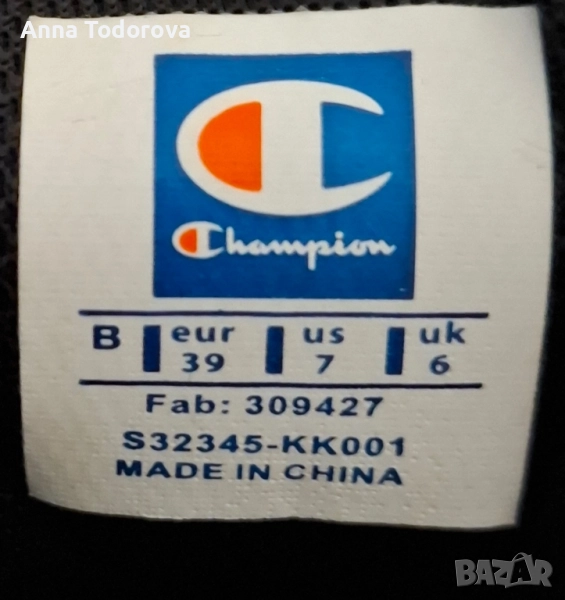 Anna Todorova
Champion
B eur us uk
39 7 6
Fab: 309427
S32345-KK001
MADE IN CHINA
BAZAR